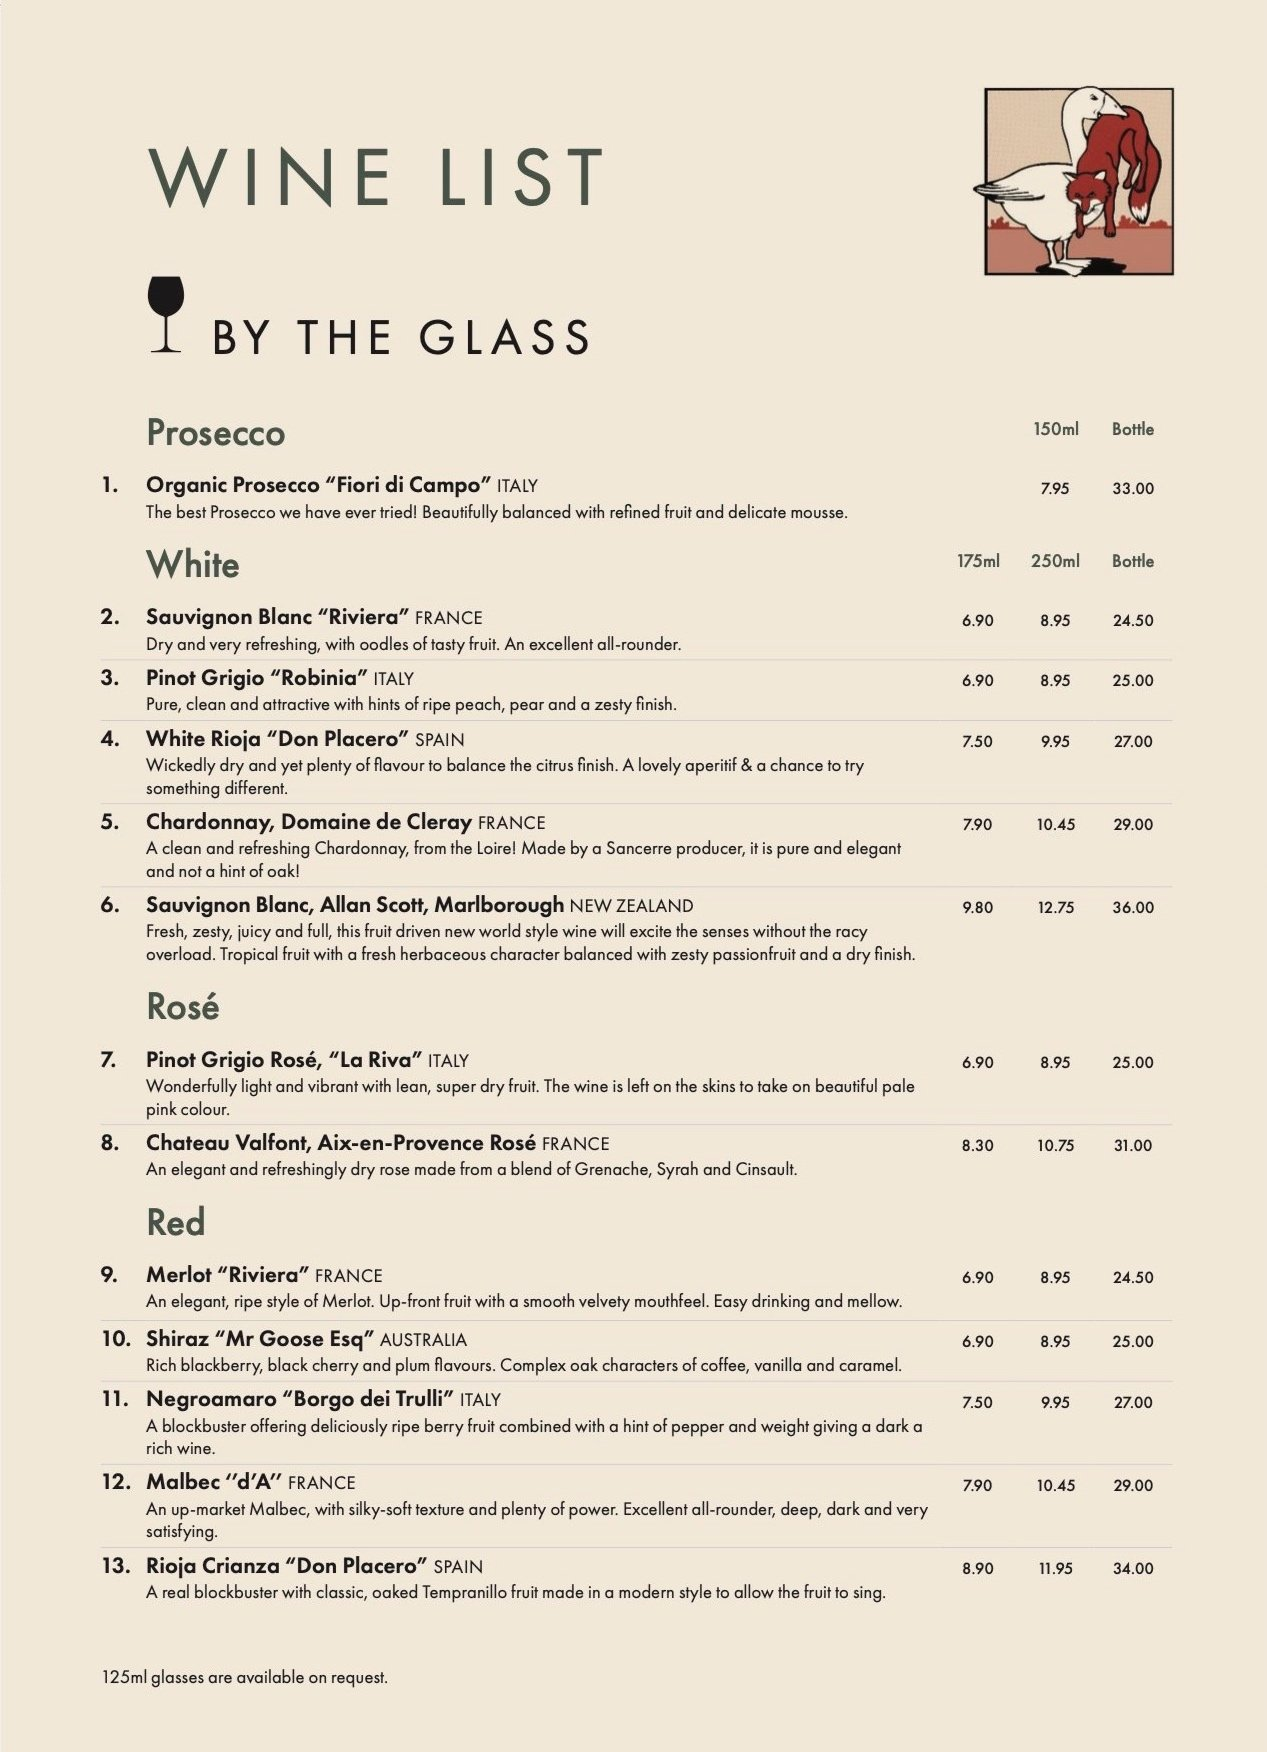 WINE LIST
BY THE GLASS
Prosecco 150ml Bottle
1. Organic Prosecco “Fiori di Campo” ITALY 7.95 33.00
The best Prosecco we have ever tried! Beautifully balanced with refined fruit and delicate mousse.
White 175ml 250ml Bottle
2. Sauvignon Blanc “Riviera” FRANCE 6.90 8.95 24.50
Dry and very refreshing, with oodles of tasty fruit. An excellent all-rounder.
3. Pinot Grigio “Robinia” ITALY 6.90 8.95 25.00
Pure, clean and attractive with hints of ripe peach, pear and a zesty finish.
4. White Rioja “Don Placero” SPAIN 7.50 9.95 27.00
Wickedly dry and yet plenty of flavour to balance the citrus finish. A lovely aperitif & a chance to try
something different.
5. Chardonnay, Domaine de Cleray FRANCE 7.90 10.45 29.00
A clean and refreshing Chardonnay, from the Loire! Made by a Sancerre producer, it is pure and elegant
and not a hint of oak!
6. Sauvignon Blanc, Allan Scott, Marlborough NEW ZEALAND 9.80 12.75 36.00
Fresh, zesty, juicy and full, this fruit driven new world style wine will excite the senses without the racy
overload. Tropical fruit with a fresh herbaceous character balanced with zesty passionfruit and a dry finish.
Rosé
7. Pinot Grigio Rosé, “La Riva” ITALY 6.90 8.95 25.00
Wonderfully light and vibrant with lean, super dry fruit. The wine is left on the skins to take on beautiful pale
pink colour.
8. Chateau Valfont, Aix-en-Provence Rosé FRANCE 8.30 10.75 31.00
An elegant and refreshingly dry rose made from a blend of Grenache, Syrah and Cinsault.
Red
9. Merlot “Riviera” FRANCE 6.90 8.95 24.50
An elegant, ripe style of Merlot. Up-front fruit with a smooth velvety mouthfeel. Easy drinking and mellow.
10. Shiraz “Mr Goose Esq” AUSTRALIA 6.90 8.95 25.00
Rich blackberry, black cherry and plum flavours. Complex oak characters of coffee, vanilla and caramel.
11. Negroamaro “Borgo dei Trulli” ITALY 7.50 9.95 27.00
A blockbuster offering deliciously ripe berry fruit combined with a hint of pepper and weight giving a dark a
rich wine.
12. Malbec ‘’d’A’’ FRANCE 7.90 10.45 29.00
An up-market Malbec, with silky-soft texture and plenty of power. Excellent all-rounder, deep, dark and very
satisfying.
13. Rioja Crianza “Don Placero” SPAIN 8.90 11.95 34.00
A real blockbuster with classic, oaked Tempranillo fruit made in a modern style to allow the fruit to sing.
125ml glasses are available on request.